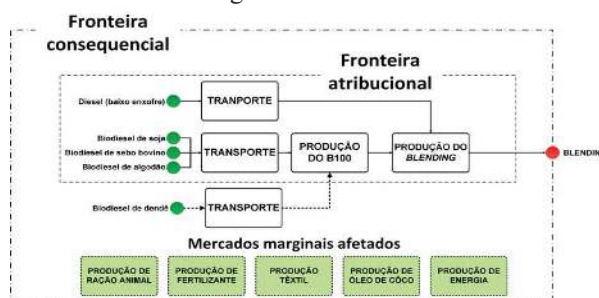 Fronteira
consequencial
Fronteira
atribucional
Diesel (baixo enxofre)
TRANPORTE
Biodiesel de soja
Biodiesel de sebo bovino
Biodiesel de algodão
TRANSPORTE
PRODUÇÃO
DO B100
PRODUÇÃO DO
BLENDING
BLENDING
Biodiesel de dendê
TRANSPORTE
Mercados marginais afetados
PRODUÇÃO DE
RAÇÃO ANIMAL
PRODUÇÃO DE
FERTILIZANTE
PRODUÇÃO
TÊXTIL
PRODUÇÃO DE
ÓLEO DE CÔCO
PRODUÇÃO DE
ENERGIA